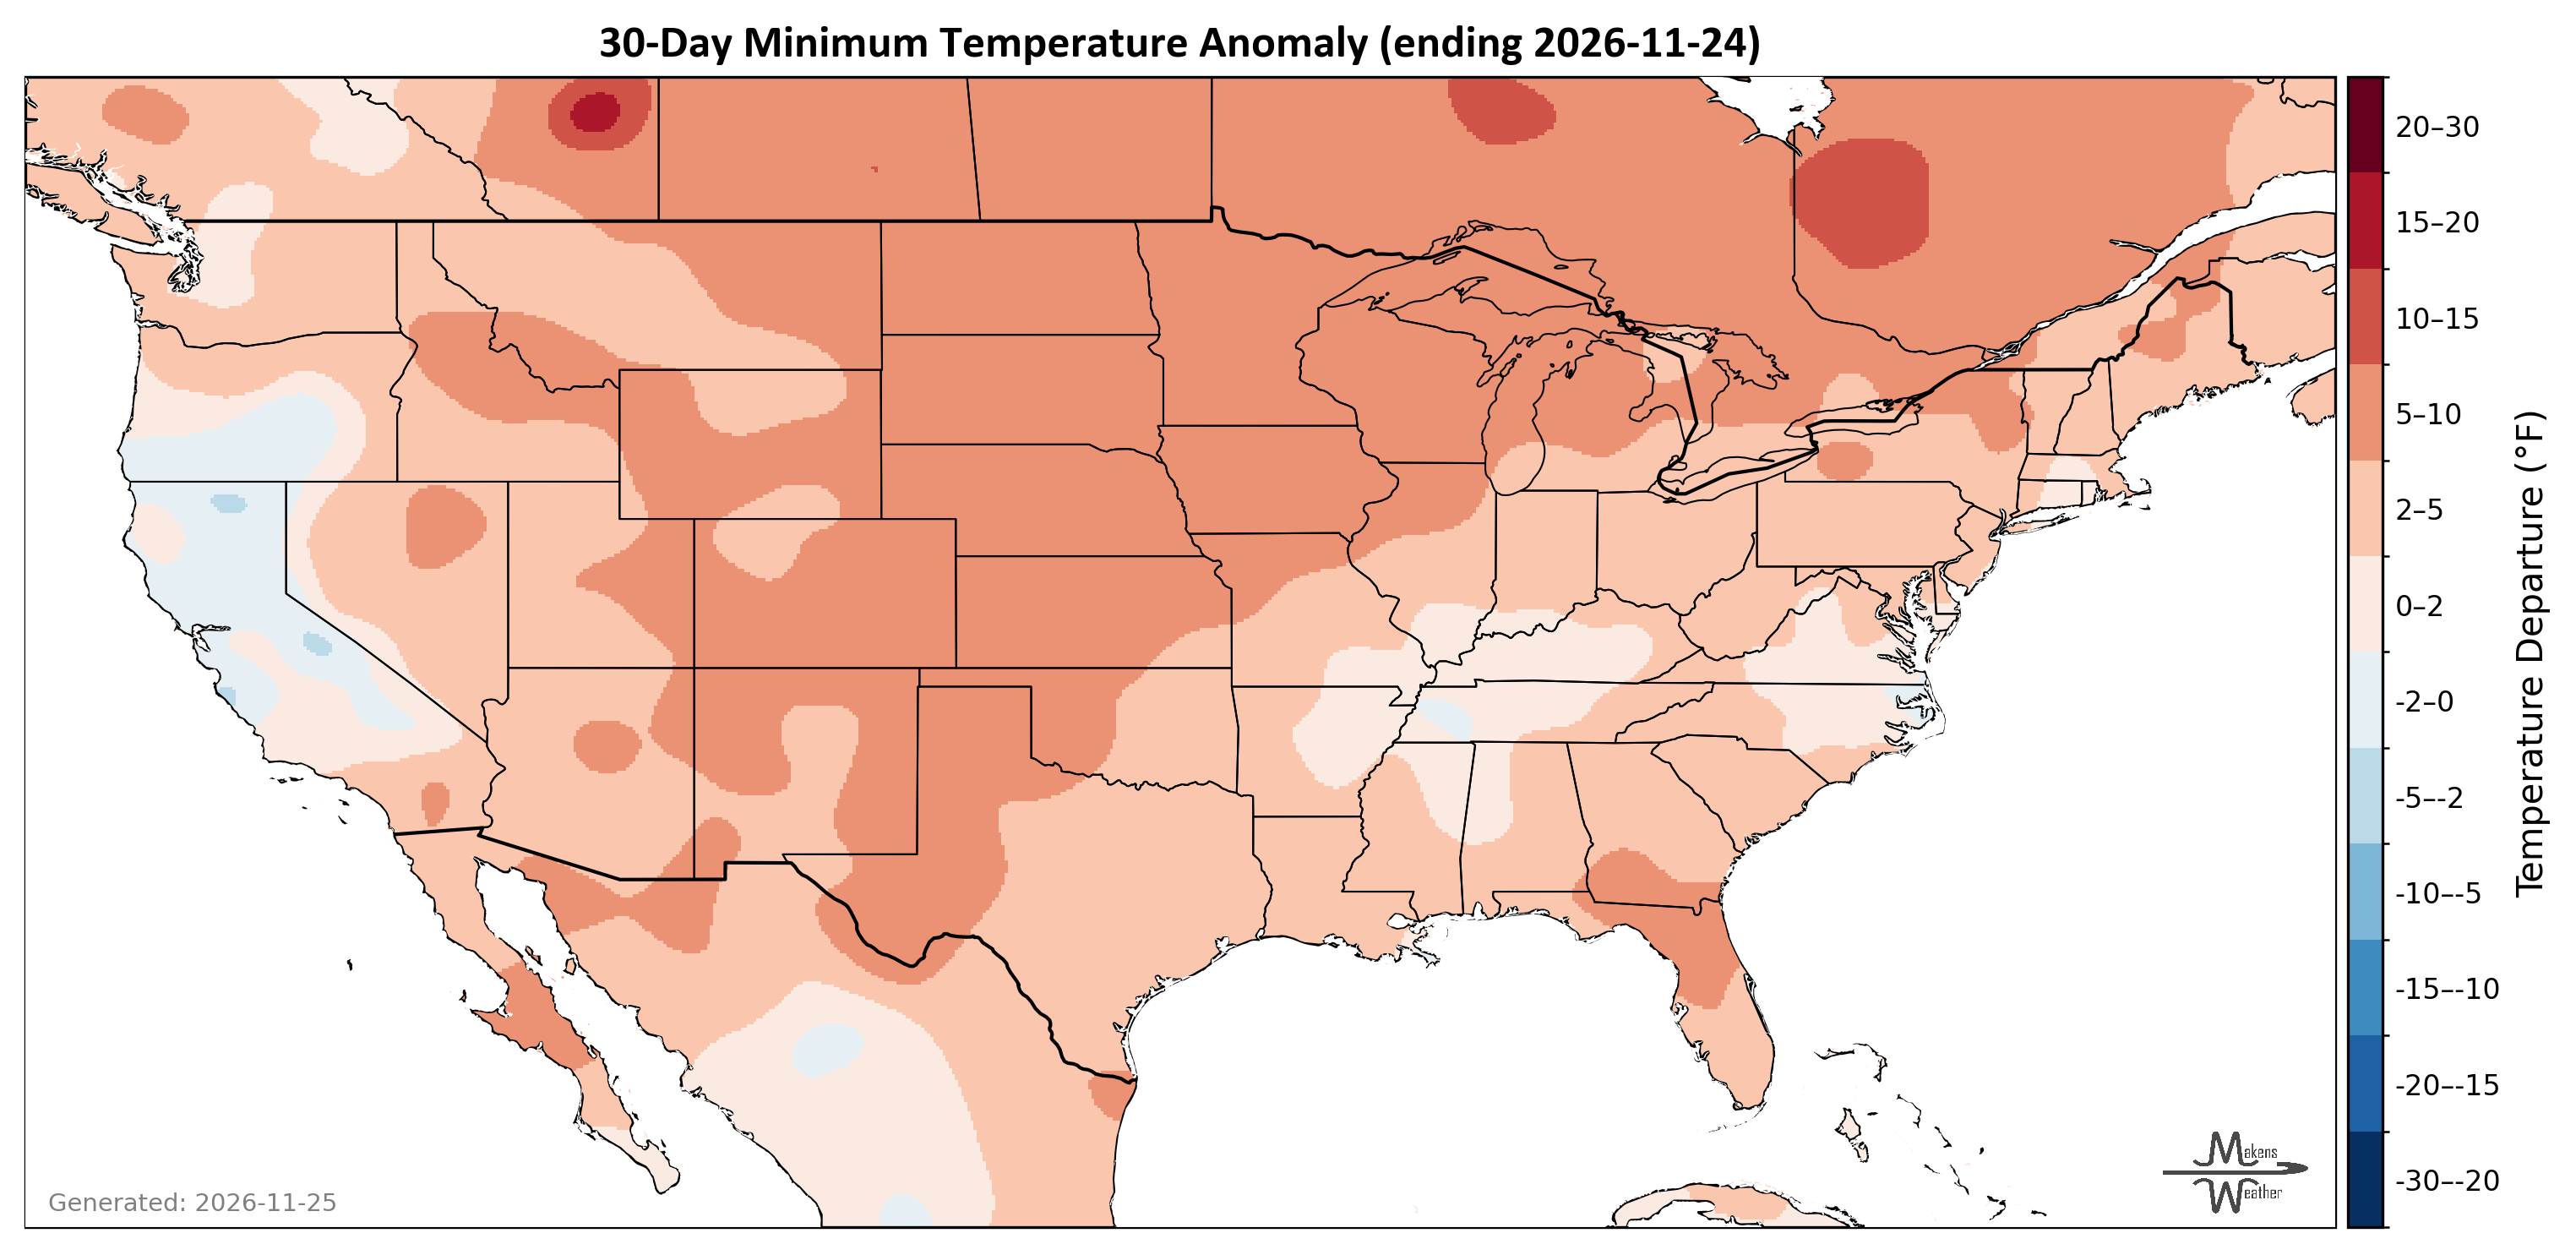 30-Day Minimum Temperature Anomaly (ending 2026-11-24)
20–30
15–20
10–15
5–10
2–5
0–2
-2–0
-5–-2
-10–-5
-15–-10
-20–-15
-30–-20
Temperature Departure (°F)
Generated: 2026-11-25
Makens
Weather